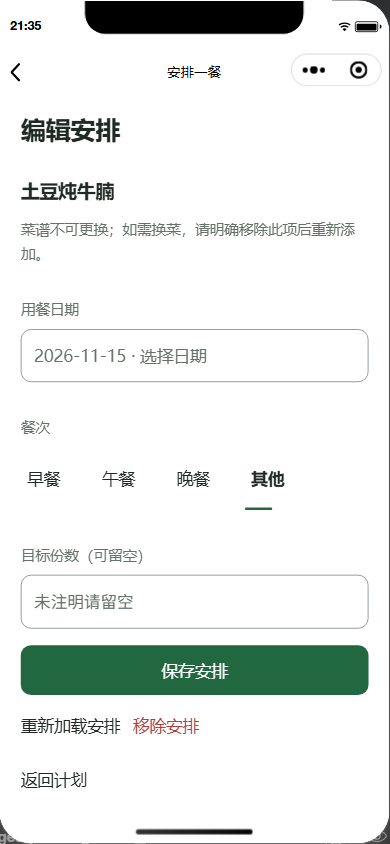 21:35
安排一餐
编辑安排
土豆炖牛腩
菜谱不可更换；如需换菜，请明确移除此项后重新添
加。
用餐日期
2026-11-15 · 选择日期
餐次
早餐 午餐 晚餐 其他
目标份数（可留空）
未注明请留空
保存安排
重新加载安排 移除安排
返回计划